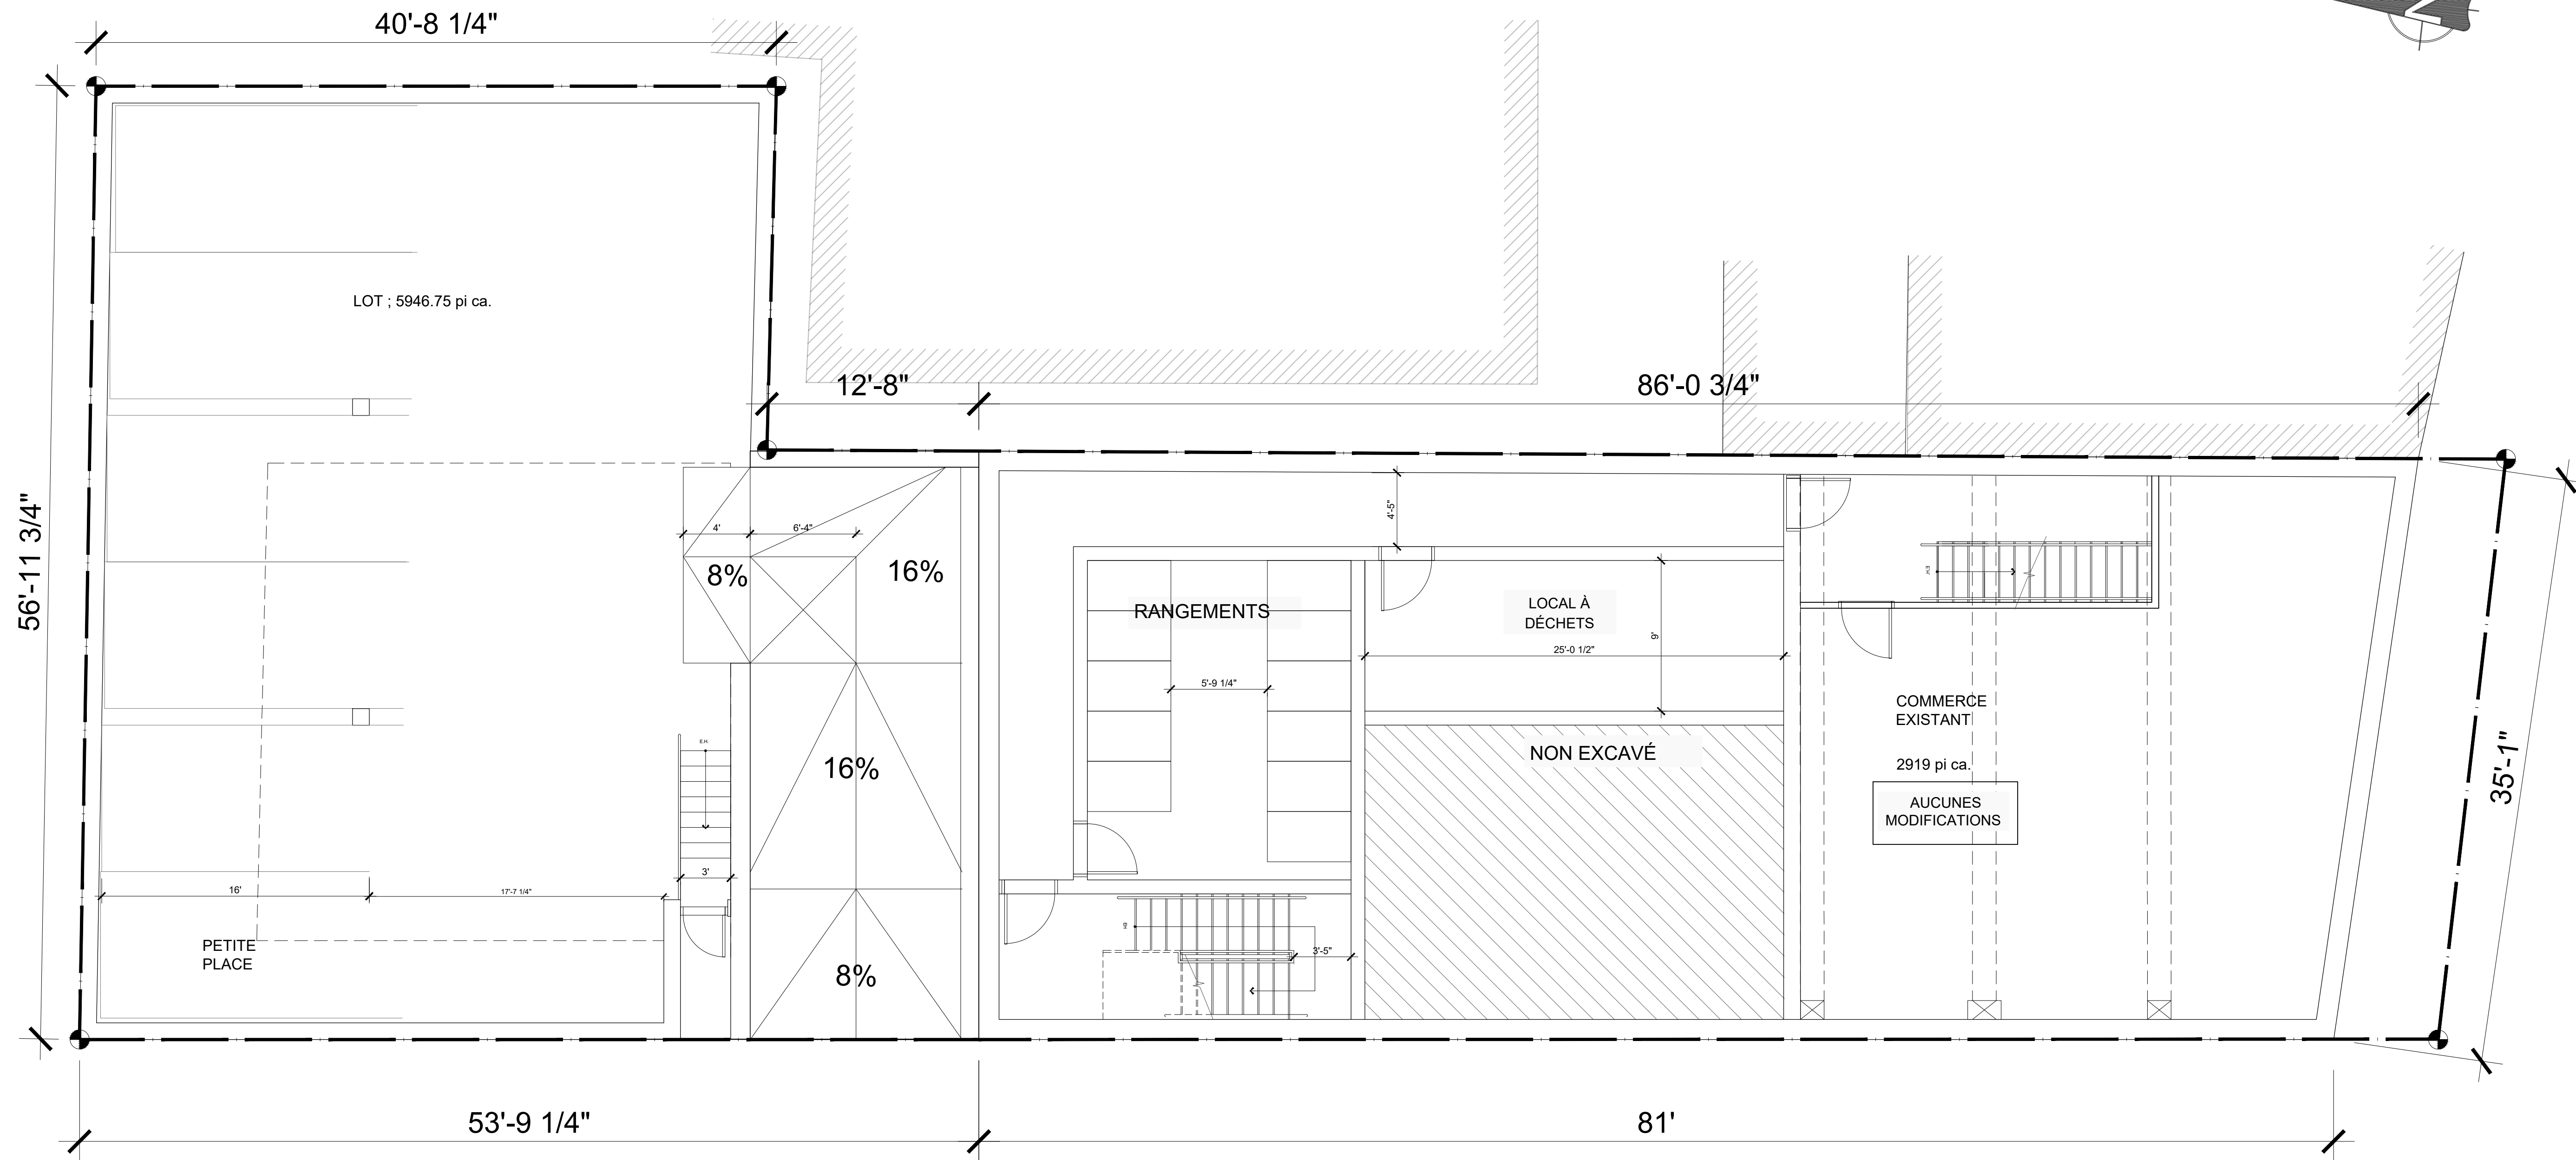 40'-8 1/4"
LOT ; 5946.75 pi ca.
12'-8"
86'-0 3/4"
56'-11 3/4"
4'-5"
4'
6'-4"
8%
16%
RANGEMENTS
LOCAL À
DÉCHETS
9'
25'-0 1/2"
E.H.
5'-9 1/4"
COMMERCE
EXISTANT
2919 pi ca.
AUCUNES
MODIFICATIONS
NON EXCAVÉ
35'-1"
E.H.
16%
3'
16'
17'-7 1/4"
PETITE
PLACE
8%
3'-5"
53'-9 1/4"
81'